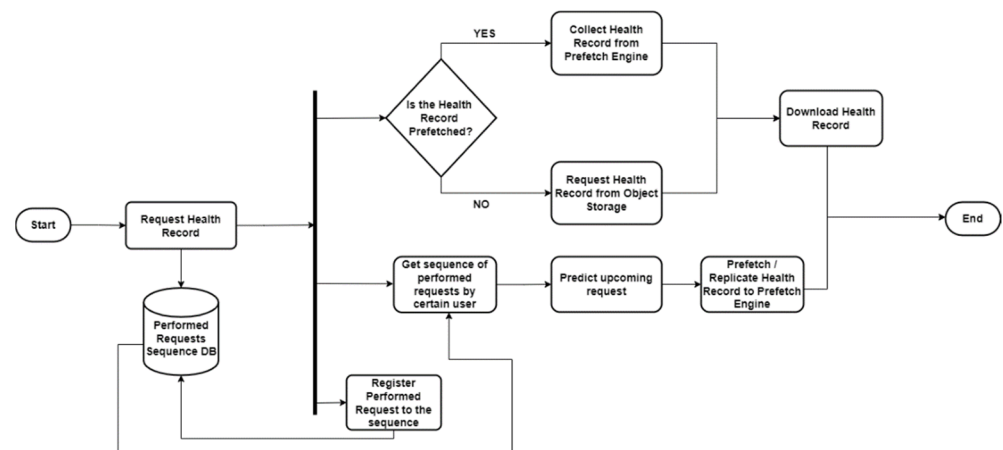 YES
Collect Health
Record from
Prefetch Engine
Is the Health
Record
Prefetched?
Download Health
Record
NO
Request Health
Record from Object
Storage
Start
Request Health
Record
End
Get sequence of
performed
requests by
certain user
Predict upcoming
request
Prefetch /
Replicate Health
Record to Prefetch
Engine
Performed
Requests
Sequence DB
Register
Performed
Request to the
sequence